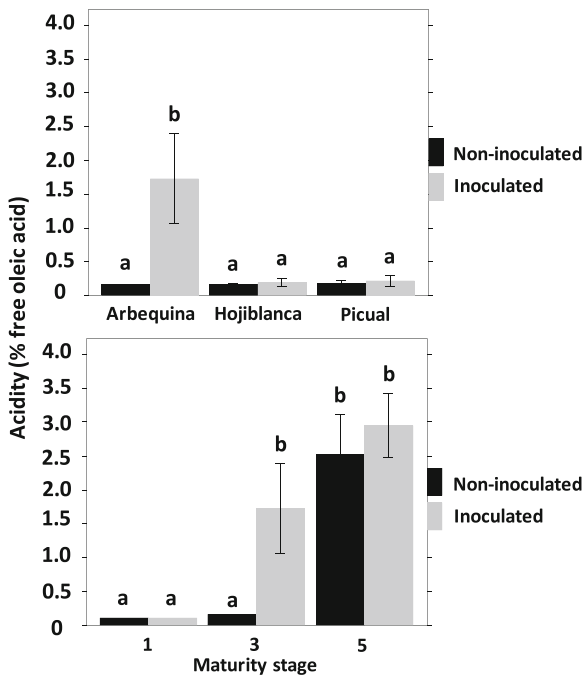 4.0
3.5
3.0
2.5
2.0
1.5
1.0
0.5
0
a b a a a a
Arbequina Hojiblanca Picual
Non-inoculated
Inoculated
Acidity (% free oleic acid)
4.0
3.5
3.0
2.5
2.0
1.5
1.0
0.5
0
a a a b b b
1 3 5
Maturity stage
Non-inoculated
Inoculated